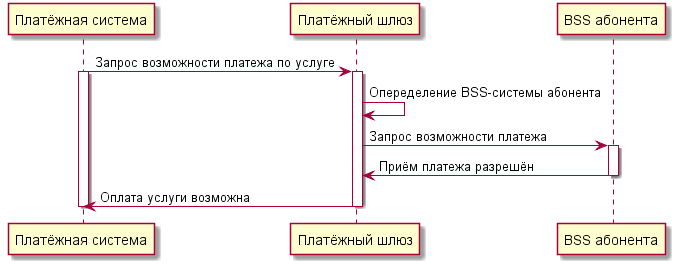 Платёжная система
Платёжный шлюз
BSS абонента
Запрос возможности платежа по услуге
Опеределение BSS-системы абонента
Запрос возможности платежа
Приём платежа разрешён
Оплата услуги возможна
Платёжная система
Платёжный шлюз
BSS абонента